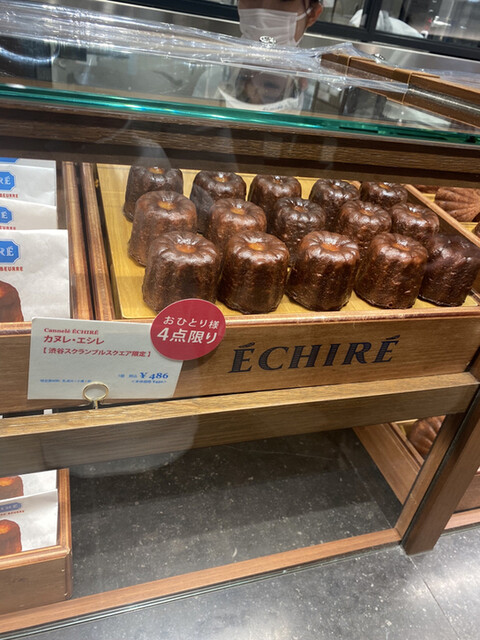 ÉCHIRÉ
Cannelé ÉCHIRÉ
カヌレ・エシレ
【渋谷スクランブルスクエア限定】
¥486
おひとり様
4点限り